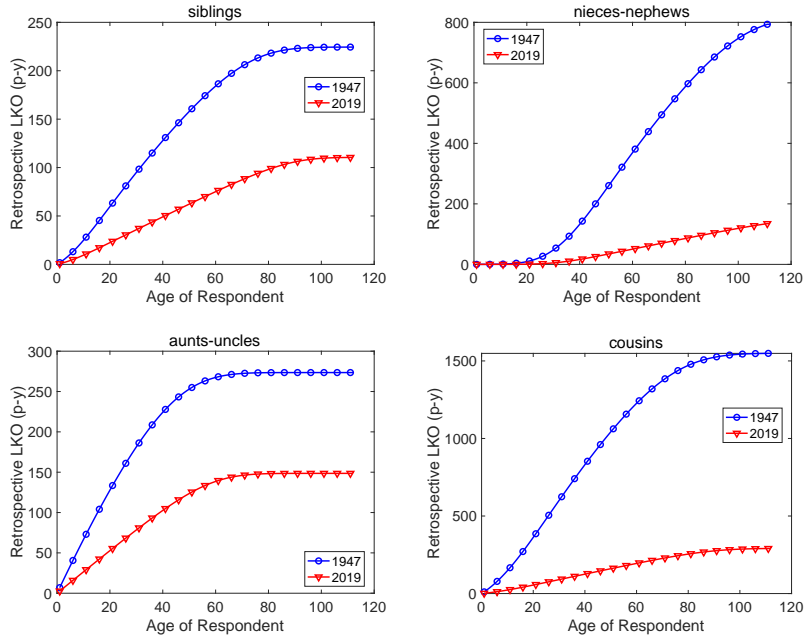 siblings
Retrospective LKO (p-y)
250
200
150
100
50
0
1947
2019
0 20 40 60 80 100 120
Age of Respondent
nieces-nephews
Retrospective LKO (p-y)
800
600
400
200
0
1947
2019
0 20 40 60 80 100 120
Age of Respondent
aunts-uncles
Retrospective LKO (p-y)
300
250
200
150
100
50
0
1947
2019
0 20 40 60 80 100 120
Age of Respondent
cousins
Retrospective LKO (p-y)
1500
1000
500
0
1947
2019
0 20 40 60 80 100 120
Age of Respondent